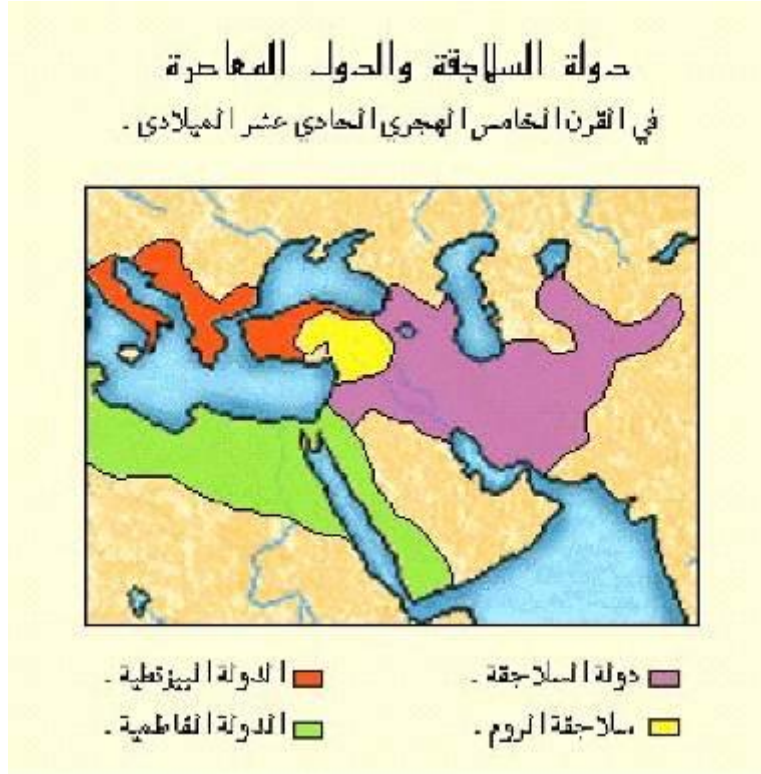 دولة السلاجقة والدول المعاصرة
في القرن الخامس الهجري الحادي عشر الميلادي .
دولة السلاجقة .
الدولة البيزنطية .
سلاجقة الروم .
الدولة الفاطمية .